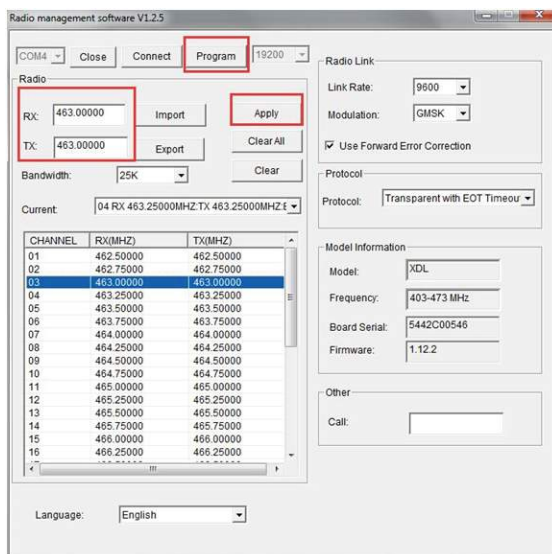 Radio management software V1.2.5
COM4 Close Connect Program 19200
Radio
RX: 463.00000 Import Apply
TX: 463.00000 Export Clear All
Bandwidth: 25K Clear
Current: 04 RX 463.25000MHZ:TX 463.25000MHZ:E
CHANNEL RX(MHZ) TX(MHZ)
01 462.50000 462.50000
02 462.75000 462.75000
03 463.00000 463.00000
04 463.25000 463.25000
05 463.50000 463.50000
06 463.75000 463.75000
07 464.00000 464.00000
08 464.25000 464.25000
09 464.50000 464.50000
10 464.75000 464.75000
11 465.00000 465.00000
12 465.25000 465.25000
13 465.50000 465.50000
14 465.75000 465.75000
15 466.00000 466.00000
16 466.25000 466.25000
Language: English
Radio Link
Link Rate: 9600
Modulation: GMSK
Use Forward Error Correction
Protocol
Protocol: Transparent with EOT Timeou
Model Information
Model: XDL
Frequency: 403-473 MHz
Board Serial: 5442C00546
Firmware: 1.12.2
Other
Call: